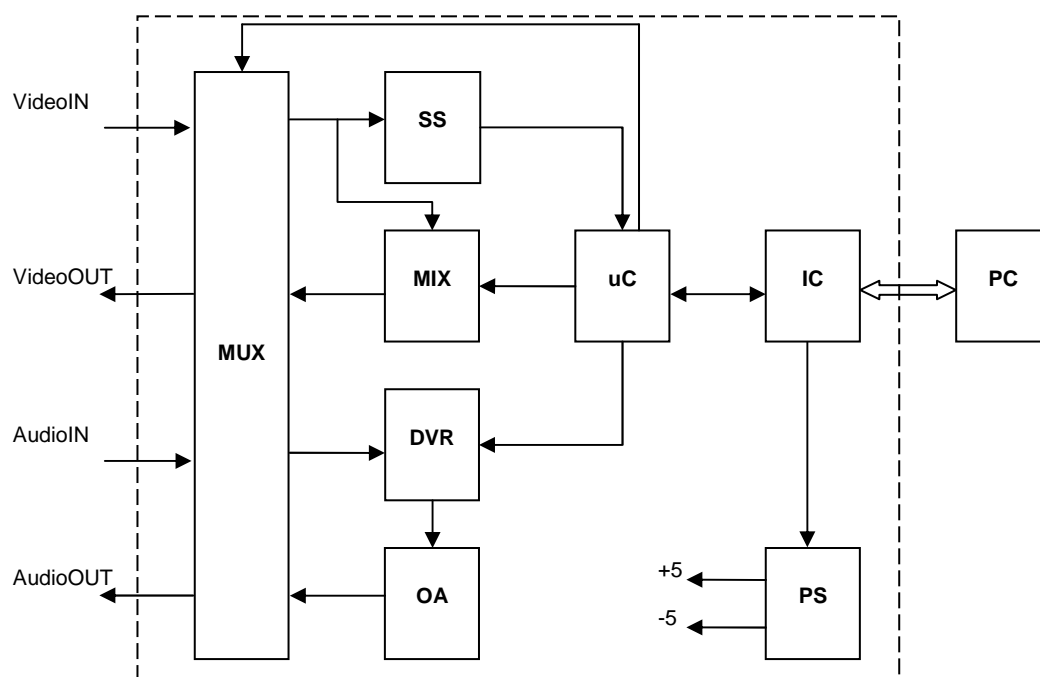 VideoIN
SS
VideoOUT
MIX
uC
IC
PC
MUX
AudioIN
DVR
AudioOUT
OA
+5
-5
PS